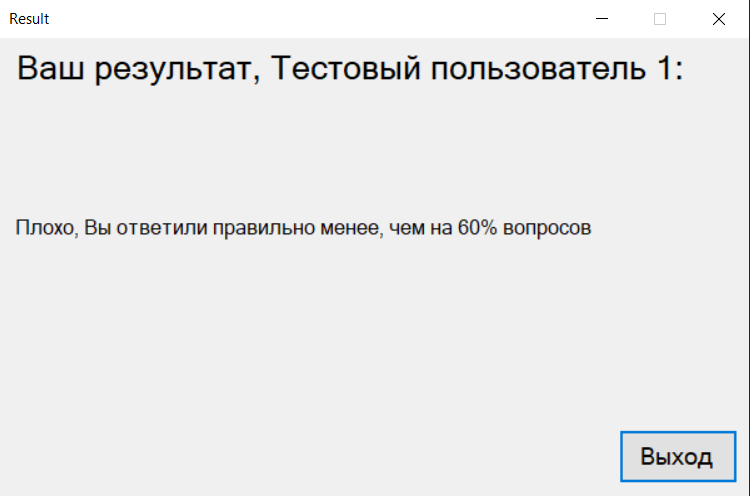 Result
Ваш результат, Тестовый пользователь 1:
Плохо, Вы ответили правильно менее, чем на 60% вопросов
Выход